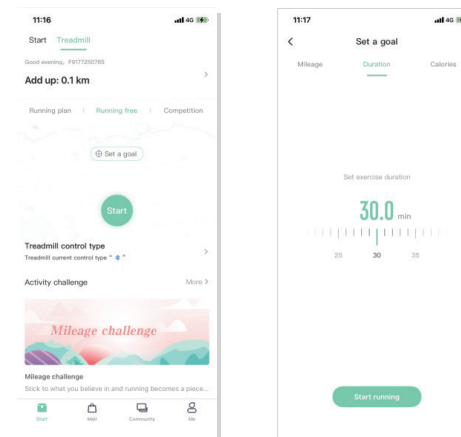 11:16
4G
Start Treadmill
Good evening, F9177250765
Add up: 0.1 km
Running plan Running free Competition
Set a goal
Start
Treadmill control type
Treadmill current control type " "
Activity challenge More >
Mileage challenge
Mileage challenge
Stick to what you believe in and running becomes a piece...
Start Mall Community Me
11:17
4G
Set a goal
Mileage Duration Calories
Set exercise duration
30.0 min
25 30 35
Start running